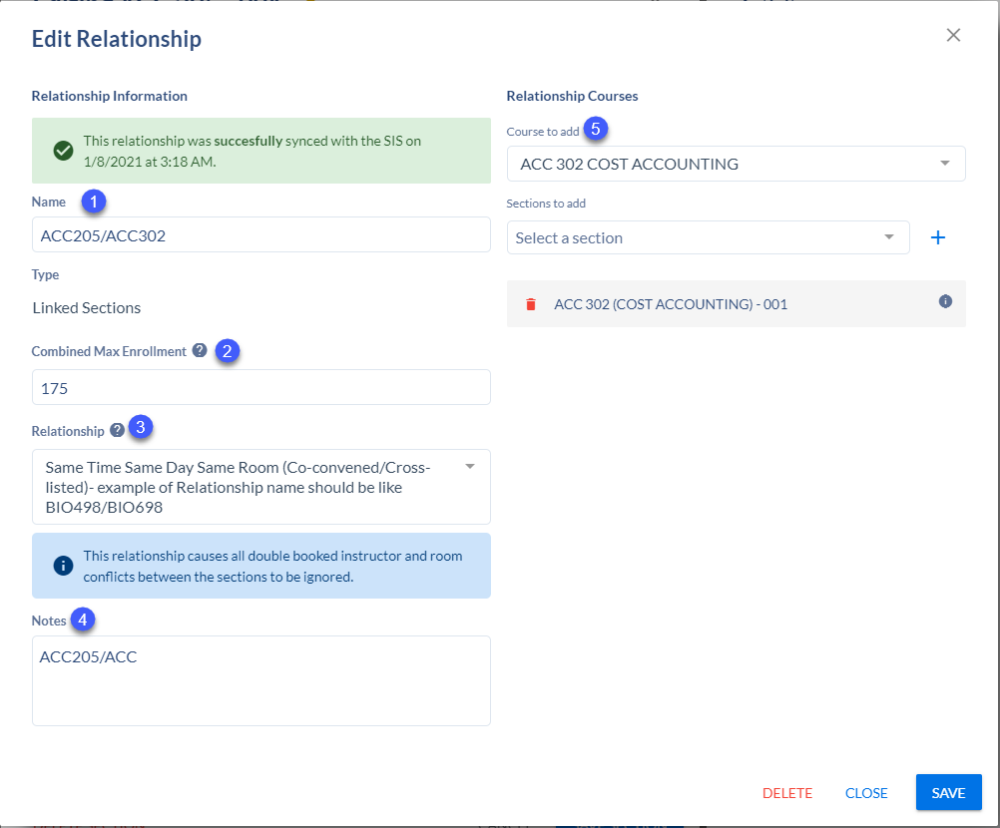 Edit Relationship
Relationship Information
This relationship was succesfully synced with the SIS on
1/8/2021 at 3:18 AM.
Name 1
ACC205/ACC302
Type
Linked Sections
Combined Max Enrollment ? 2
175
Relationship ? 3
Same Time Same Day Same Room (Co-convened/Cross-
listed)- example of Relationship name should be like
BIO498/BIO698
This relationship causes all double booked instructor and room
conflicts between the sections to be ignored.
Notes 4
ACC205/ACC
Relationship Courses
Course to add 5
ACC 302 COST ACCOUNTING
Sections to add
Select a section
ACC 302 (COST ACCOUNTING) - 001
DELETE CLOSE SAVE